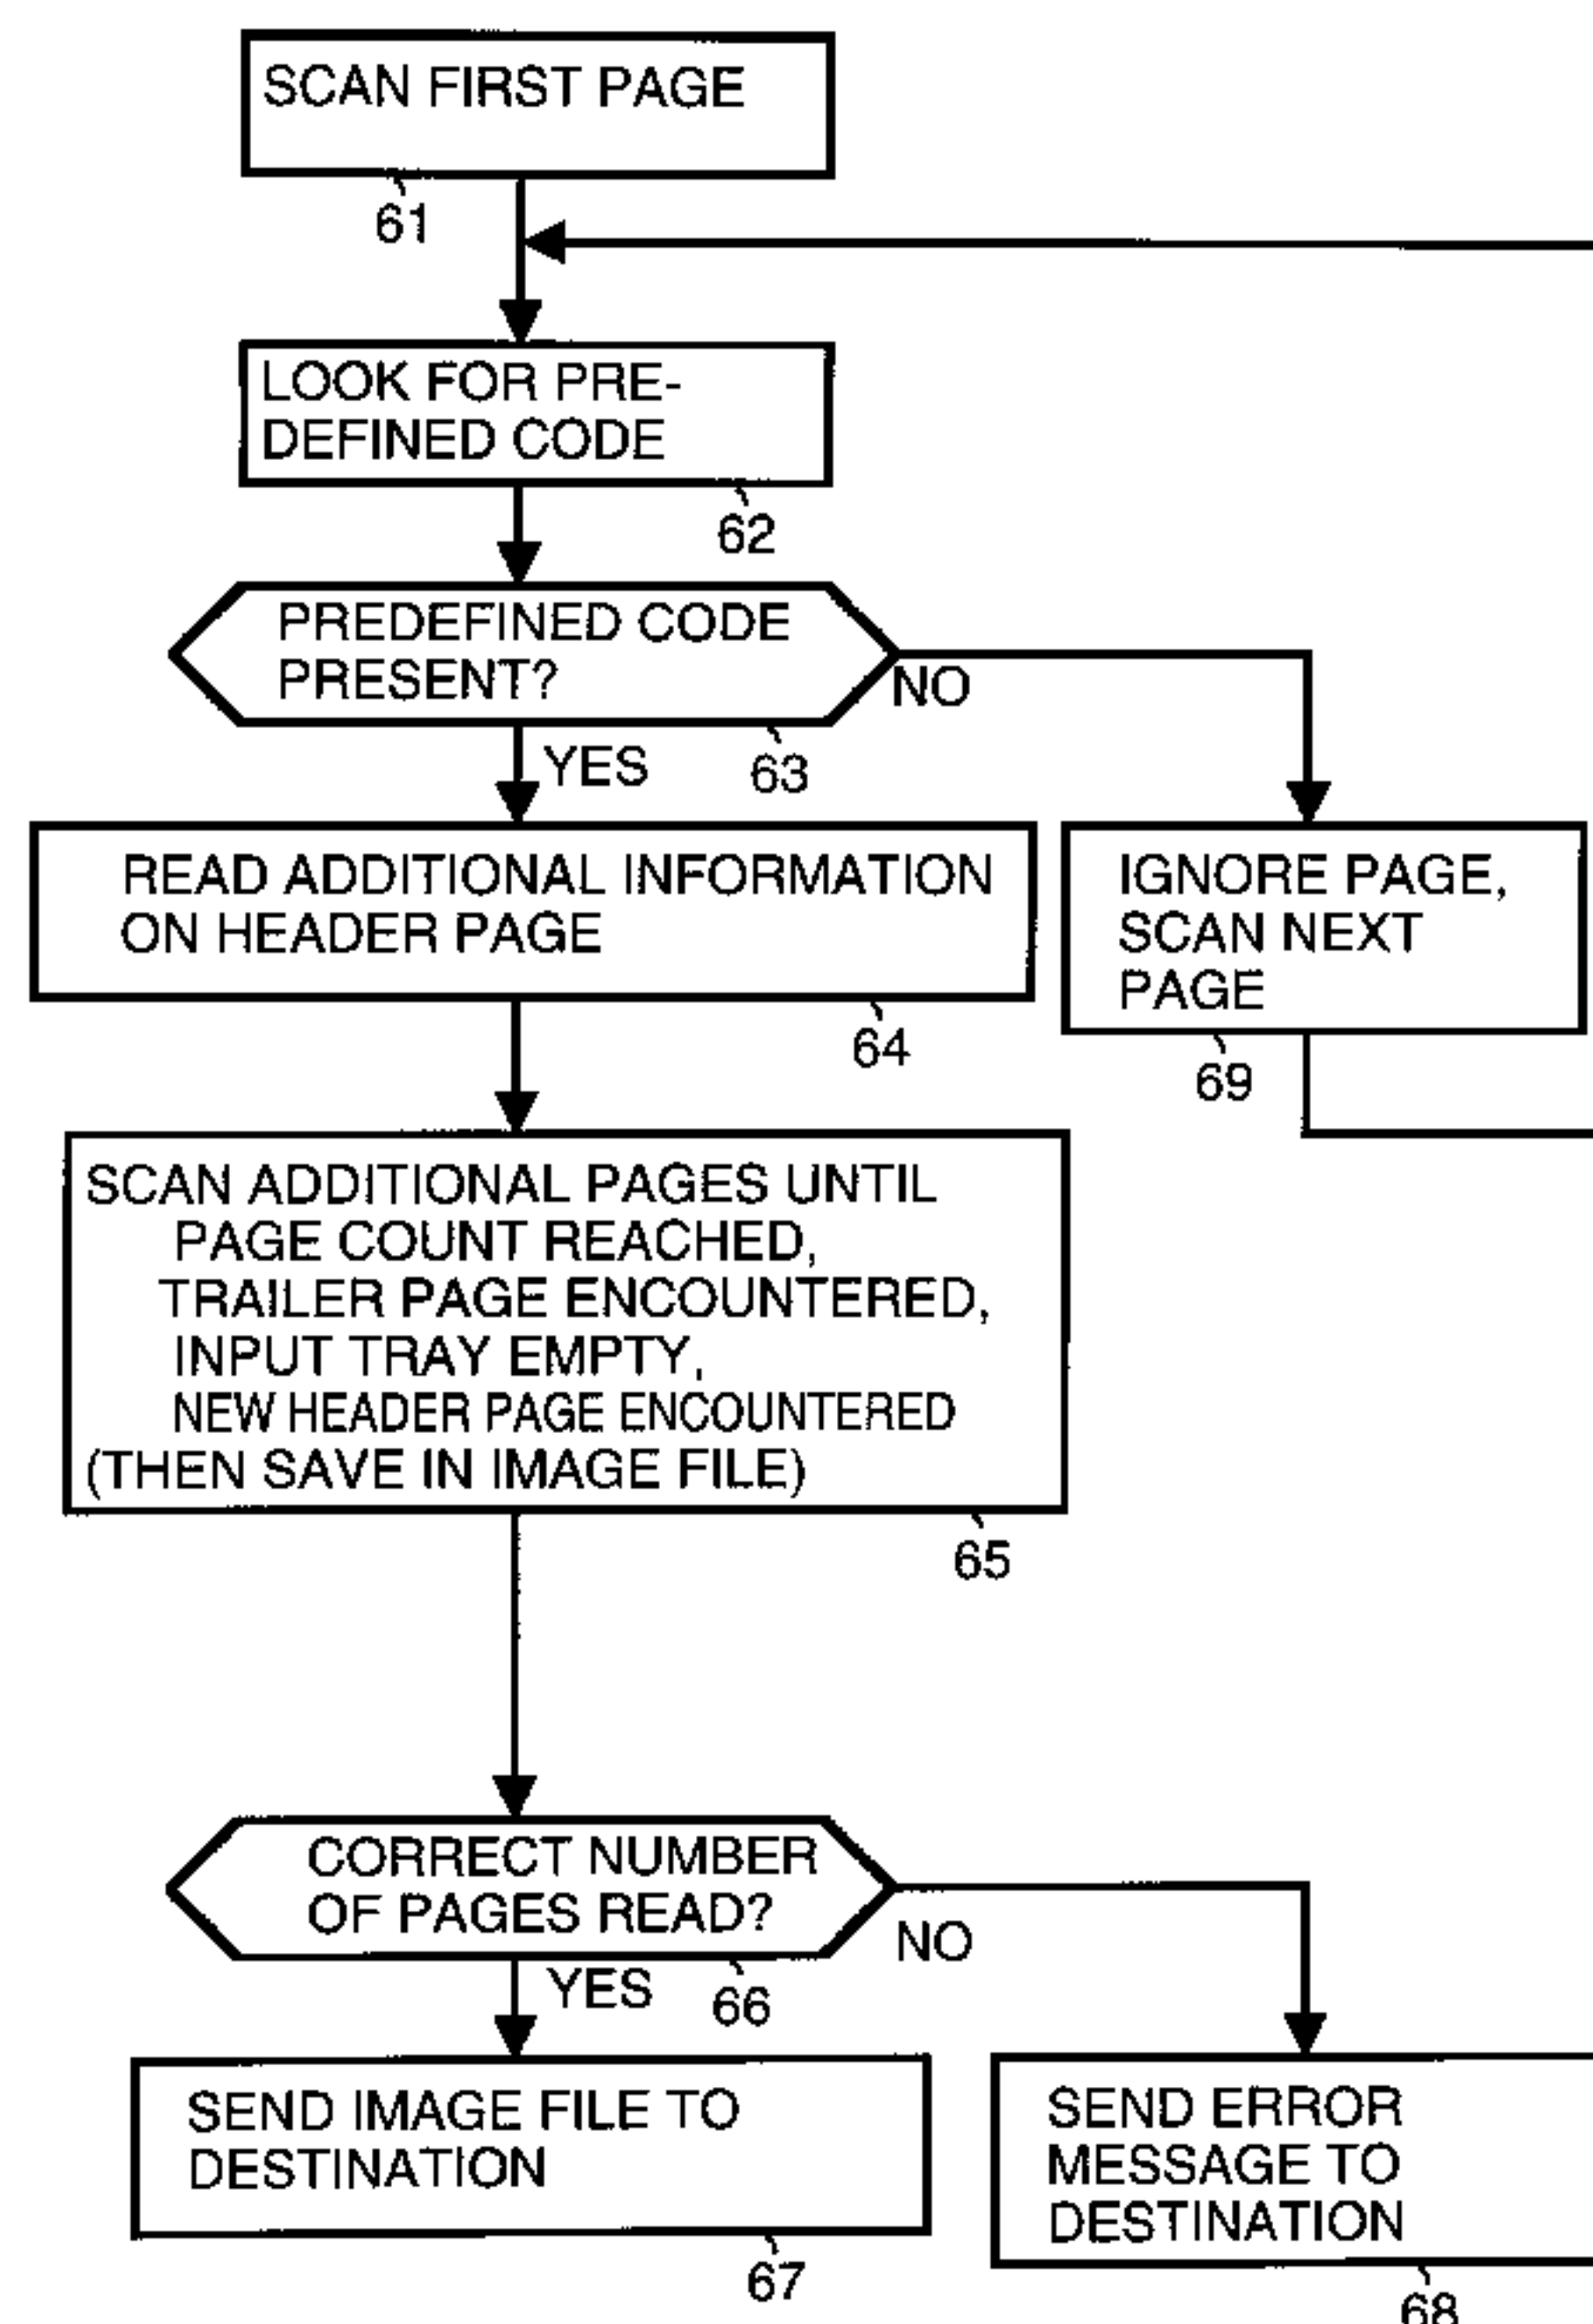 SCAN FIRST PAGE
61
LOOK FOR PRE-
DEFINED CODE
62
PREDEFINED CODE
PRESENT?
NO
YES
63
READ ADDITIONAL INFORMATION
ON HEADER PAGE
64
IGNORE PAGE,
SCAN NEXT
PAGE
69
SCAN ADDITIONAL PAGES UNTIL
PAGE COUNT REACHED,
TRAILER PAGE ENCOUNTERED,
INPUT TRAY EMPTY,
NEW HEADER PAGE ENCOUNTERED
(THEN SAVE IN IMAGE FILE)
65
CORRECT NUMBER
OF PAGES READ?
NO
YES
66
SEND IMAGE FILE TO
DESTINATION
67
SEND ERROR
MESSAGE TO
DESTINATION
68